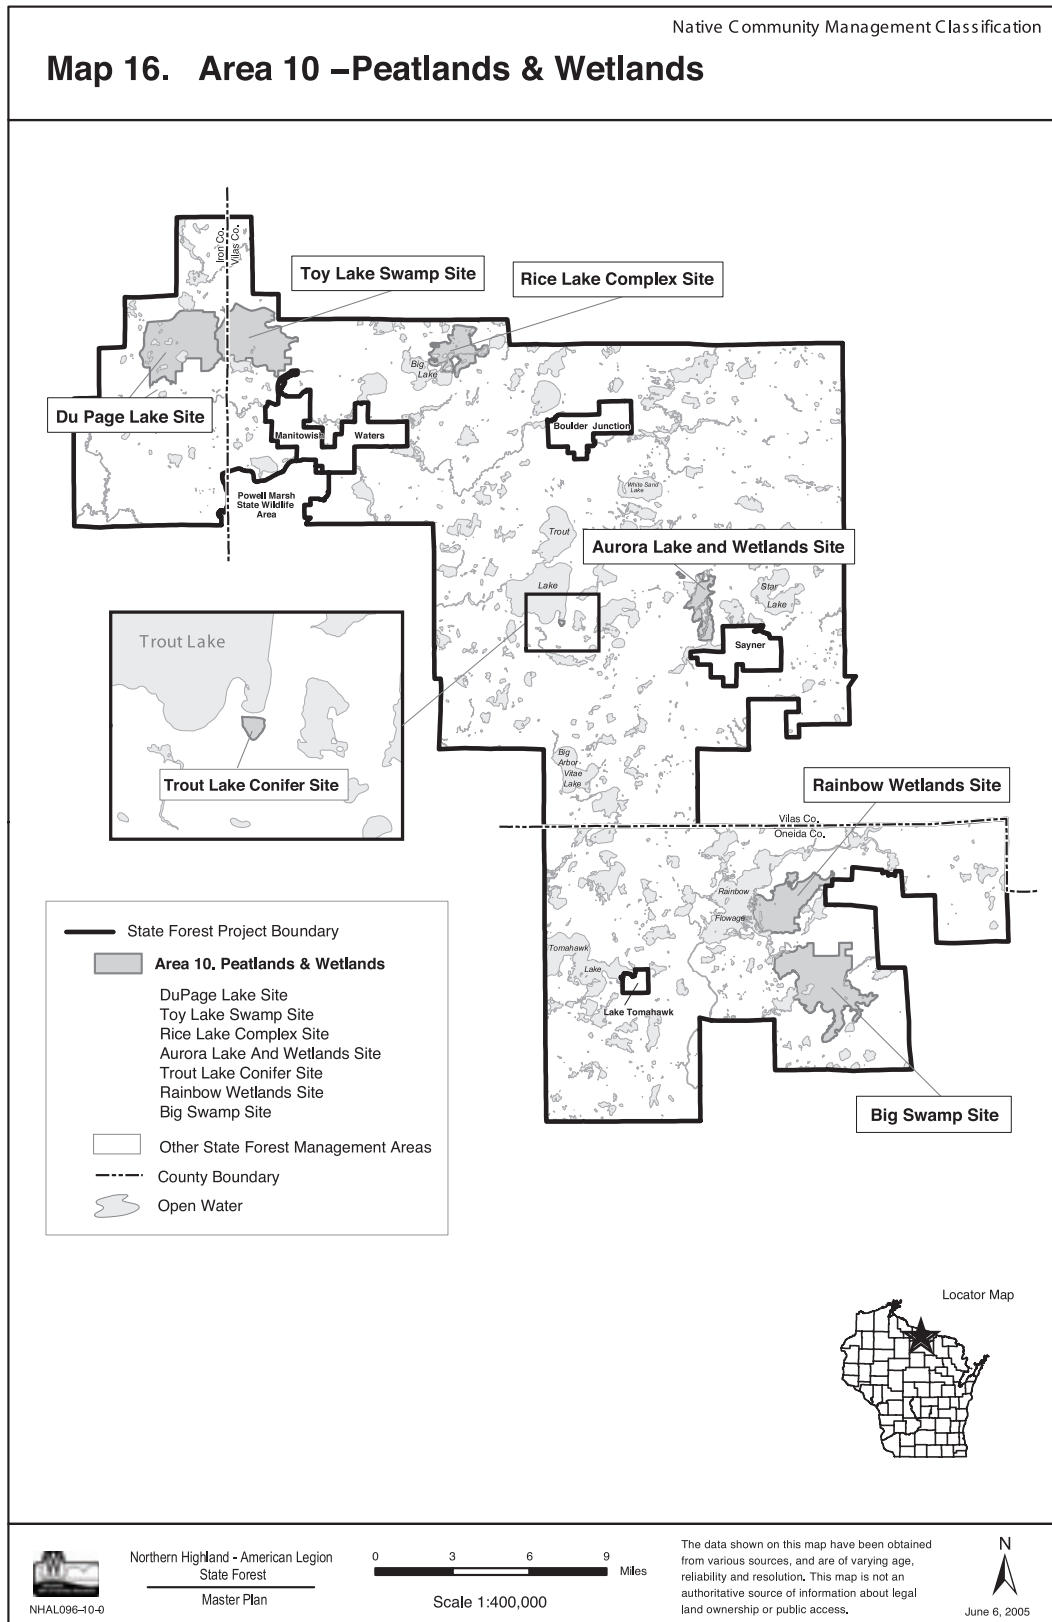 Native Community Management Classification
Map 16. Area 10 –Peatlands & Wetlands
Iron Co.
Vilas Co.
Toy Lake Swamp Site
Rice Lake Complex Site
Big
Lake
Du Page Lake Site
Manitowish Waters
Boulder Junction
Powell Marsh
State Wildlife
Area
White Sand
Lake
Trout
Lake
Aurora Lake and Wetlands Site
Star
Lake
Sayner
Trout Lake
Trout Lake Conifer Site
Big
Arbor-
Vitae
Lake
Rainbow Wetlands Site
Vilas Co.
Oneida Co.
Rainbow
Flowage
Tomahawk
Lake
Lake Tomahawk
Big Swamp Site
State Forest Project Boundary
Area 10. Peatlands & Wetlands
DuPage Lake Site
Toy Lake Swamp Site
Rice Lake Complex Site
Aurora Lake And Wetlands Site
Trout Lake Conifer Site
Rainbow Wetlands Site
Big Swamp Site
Other State Forest Management Areas
County Boundary
Open Water
Locator Map
NHAL096-10-0
Northern Highland - American Legion
State Forest
Master Plan
0 3 6 9
Miles
Scale 1:400,000
The data shown on this map have been obtained
from various sources, and are of varying age,
reliability and resolution. This map is not an
authoritative source of information about legal
land ownership or public access.
N
June 6, 2005